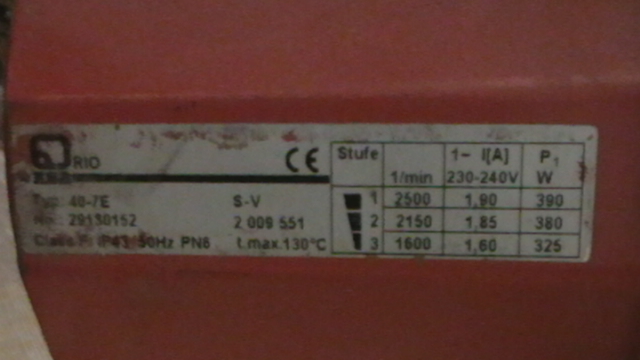 RIO
CE
Typ 40-7E S-V
No. 29130152 2 009 551
Class F IP43 50Hz PN6 t.max.130°C
Stufe 1/min 1~ I[A] 230-240V P1 W
1 2500 1,90 390
2 2150 1,85 380
3 1600 1,60 325